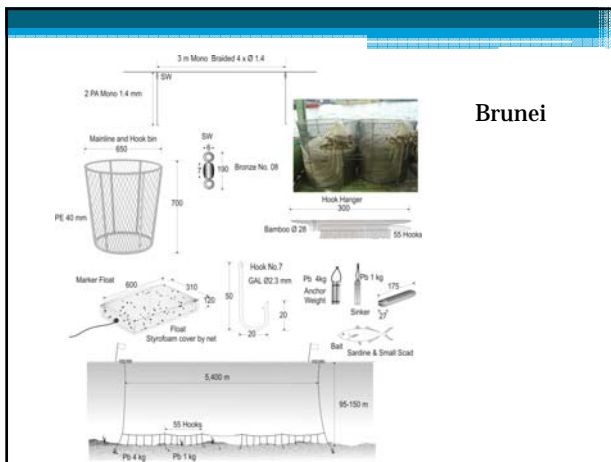 3 m Mono Braided 4 x Ø 1.4
SW
2 PA Mono 1.4 mm
Brunei
Mainline and Hook bin
650
SW
6
7
190
Bronze No. 08
700
PE 40 mm
Hook Hanger
300
Bamboo Ø 28
55 Hooks
Marker Float
600
310
120
Float
Styrofoam cover by net
Hook No.7
GAL Ø2.3 mm
50
20
20
Pb 4kg
Anchor
Weight
Pb 1 kg
Sinker
175
27
Bait
Sardine & Small Scad
5,400 m
95-150 m
55 Hooks
Pb 4 kg
Pb 1 kg